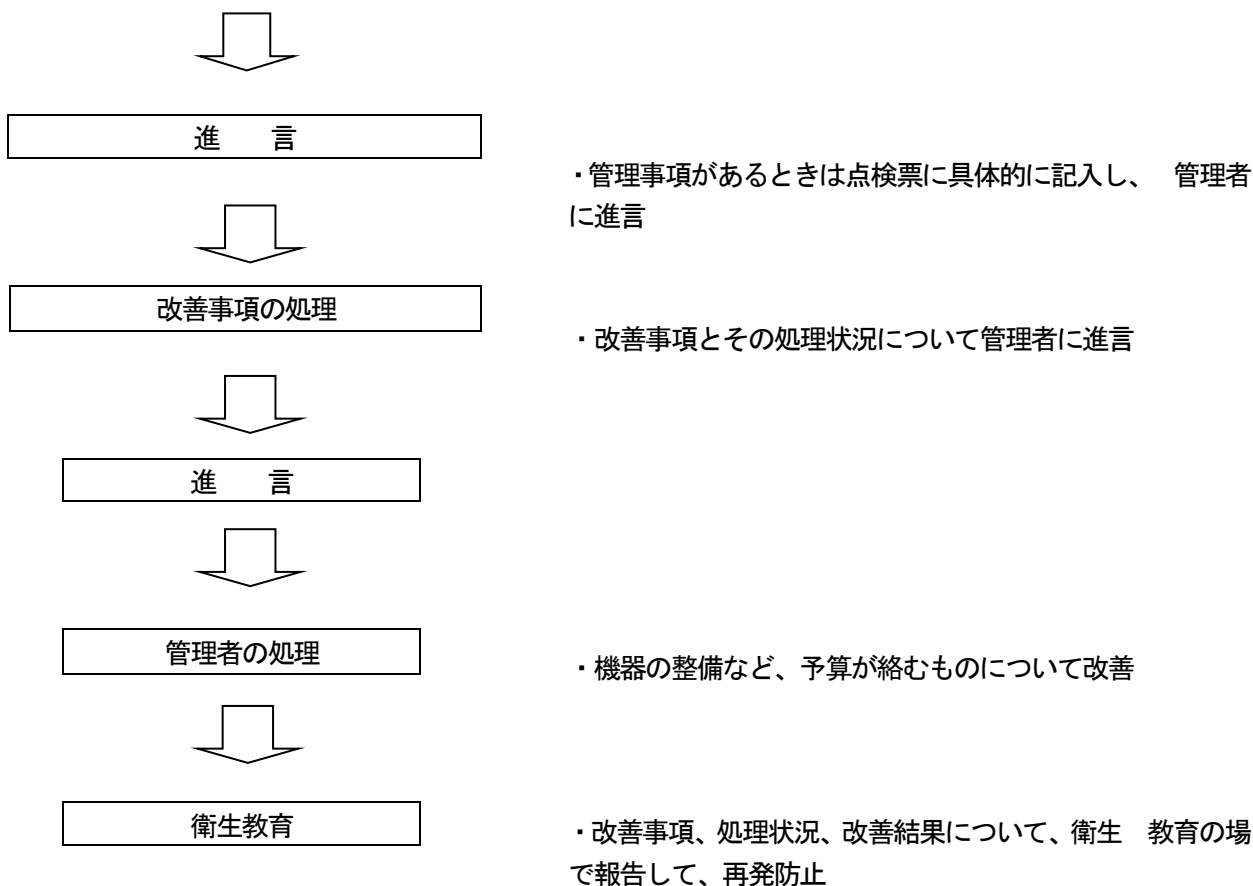 進　　言
・管理事項があるときは点検票に具体的に記入し、　管理者
に進言
改善事項の処理
・改善事項とその処理状況について管理者に進言
進　　言
管理者の処理
・機器の整備など、予算が絡むものについて改善
衛生教育
・改善事項、処理状況、改善結果について、衛生　教育の場
で報告して、再発防止